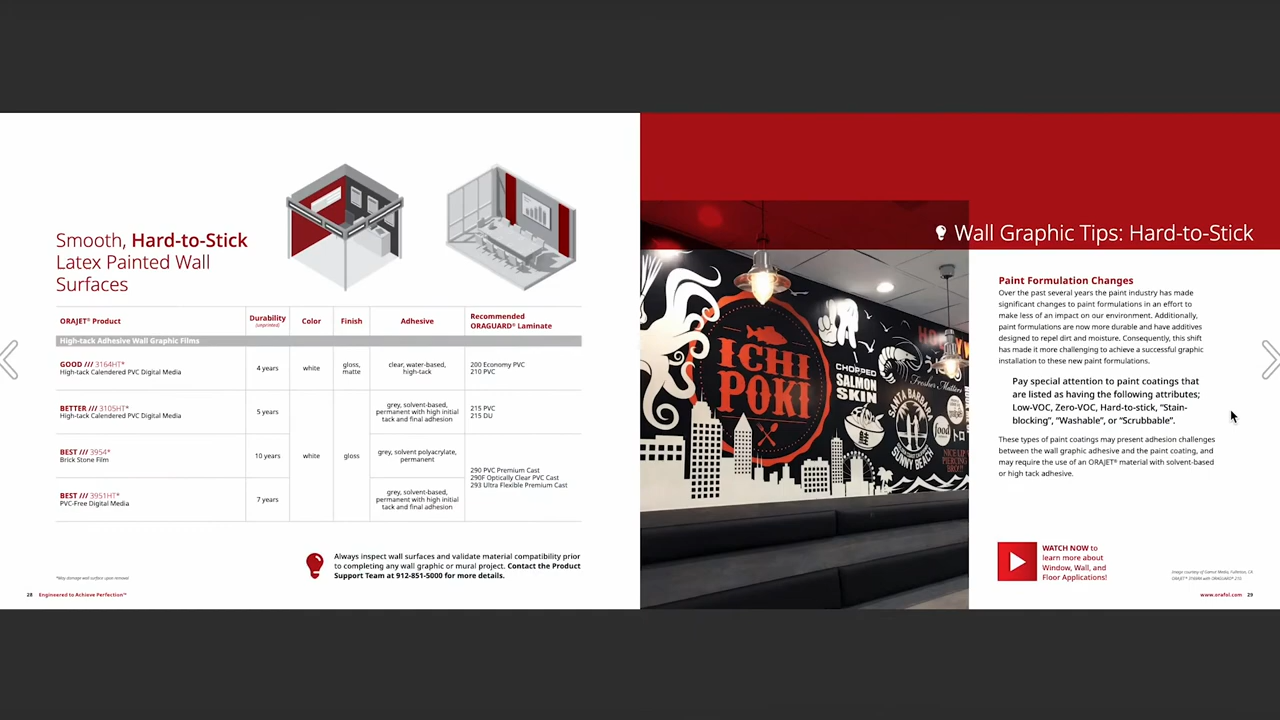 Smooth, Hard-to-Stick
Latex Painted Wall
Surfaces
ORAJET® Product
Durability
(unprinted)
Color
Finish
Adhesive
Recommended
ORAGUARD® Laminate
High-tack Adhesive Wall Graphic Films
GOOD /// 3164HT*
High-tack Calendered PVC Digital Media
4 years
white
gloss,
matte
clear, water-based,
high-tack
200 Economy PVC
210 PVC
BETTER /// 3105HT*
High-tack Calendered PVC Digital Media
5 years
grey, solvent-based,
permanent with high initial
tack and final adhesion
215 PVC
215 DU
BEST /// 3954*
Brick Stone Film
10 years
white
gloss
grey, solvent polyacrylate,
permanent
290 PVC Premium Cast
290F Optically Clear PVC Cast
293 Ultra Flexible Premium Cast
BEST /// 3951HT*
PVC-Free Digital Media
7 years
grey, solvent-based,
permanent with high initial
tack and final adhesion
Always inspect wall surfaces and validate material compatibility prior
to completing any wall graphic or mural project. Contact the Product
Support Team at 912-851-5000 for more details.
*May damage wall surface upon removal
28 Engineered to Achieve Perfection™
Wall Graphic Tips: Hard-to-Stick
ICHI
POKI
CHOPPED
SALMON
SKIN
Fresher Matters
SANTA BARBARA
SUNNY BEACH
food
NICE LIP
PIERCING
BRO!!
Paint Formulation Changes
Over the past several years the paint industry has made
significant changes to paint formulations in an effort to
make less of an impact on our environment. Additionally,
paint formulations are now more durable and have additives
designed to repel dirt and moisture. Consequently, this shift
has made it more challenging to achieve a successful graphic
installation to these new paint formulations.
Pay special attention to paint coatings that
are listed as having the following attributes;
Low-VOC, Zero-VOC, Hard-to-stick, “Stain-
blocking”, “Washable”, or “Scrubbable”.
These types of paint coatings may present adhesion challenges
between the wall graphic adhesive and the paint coating, and
may require the use of an ORAJET® material with solvent-based
or high tack adhesive.
WATCH NOW to
learn more about
Window, Wall, and
Floor Applications!
www.orafol.com 29